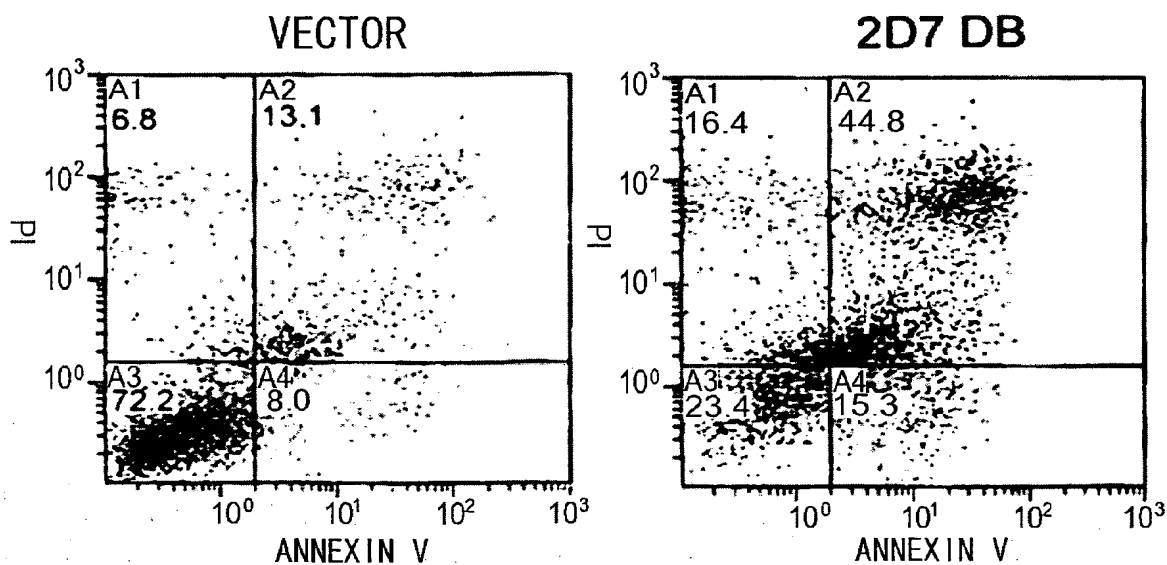 VECTOR
10³
A1
6.8
A2
13.1
10²
PI
10¹
10⁰
A3
72.2
A4
8.0
10⁰
10¹
10²
10³
ANNEXIN V
2D7 DB
10³
A1
16.4
A2
44.8
10²
PI
10¹
10⁰
A3
23.4
A4
15.3
10⁰
10¹
10²
10³
ANNEXIN V